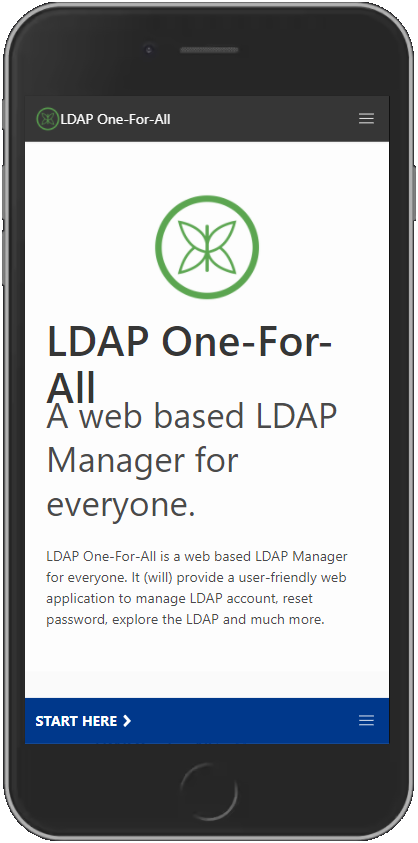 LDAP One-For-All
LDAP One-For-
All
A web based LDAP
Manager for
everyone.
LDAP One-For-All is a web based LDAP Manager
for everyone. It (will) provide a user-friendly web
application to manage LDAP account, reset
password, explore the LDAP and much more.
START HERE